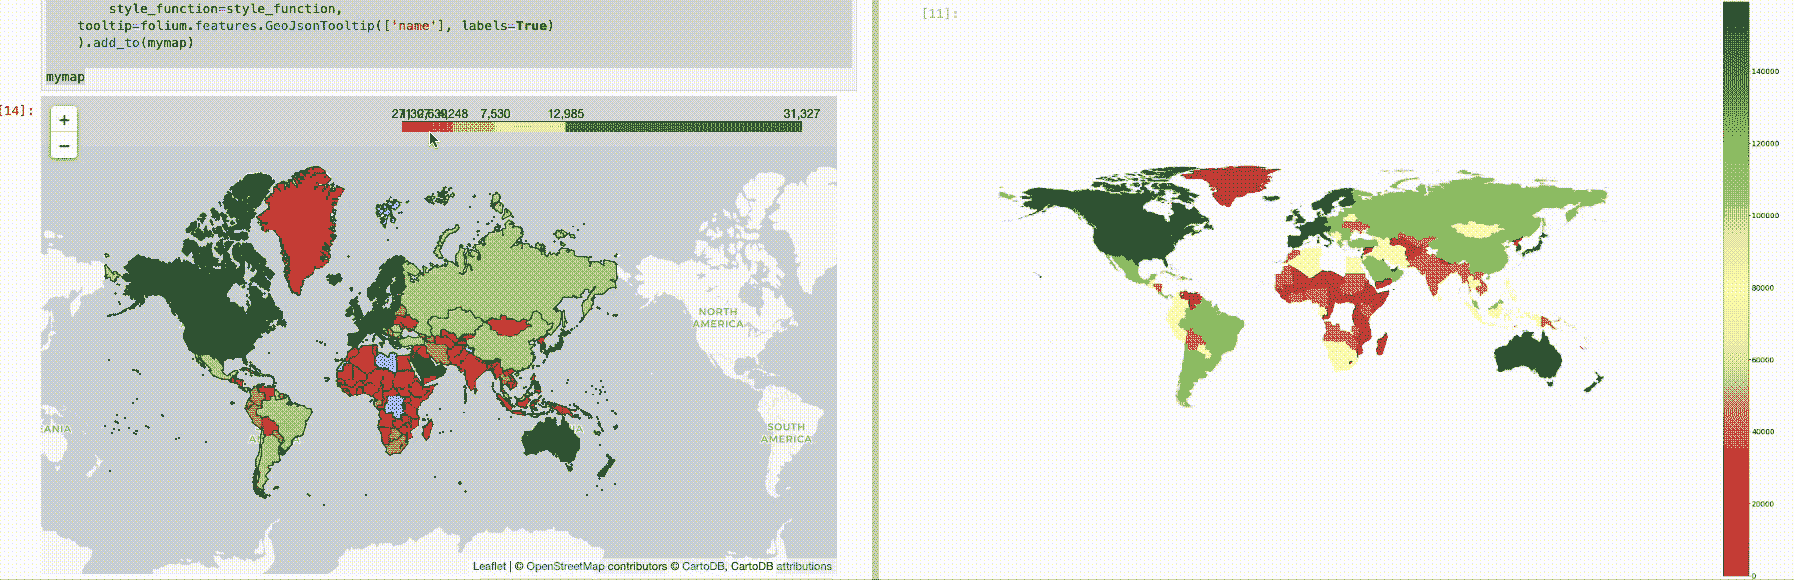 style_function=style_function,
tooltip=folium.features.GeoJsonTooltip(['name'], labels=True)
).add_to(mymap)
mymap
[14]:
+
−
7,530 12,985 31,327
NORTH
AMERICA
SOUTH
AMERICA
Leaflet | © OpenStreetMap contributors © CartoDB, CartoDB attributions
[11]:
140000
120000
100000
80000
60000
40000
20000
0